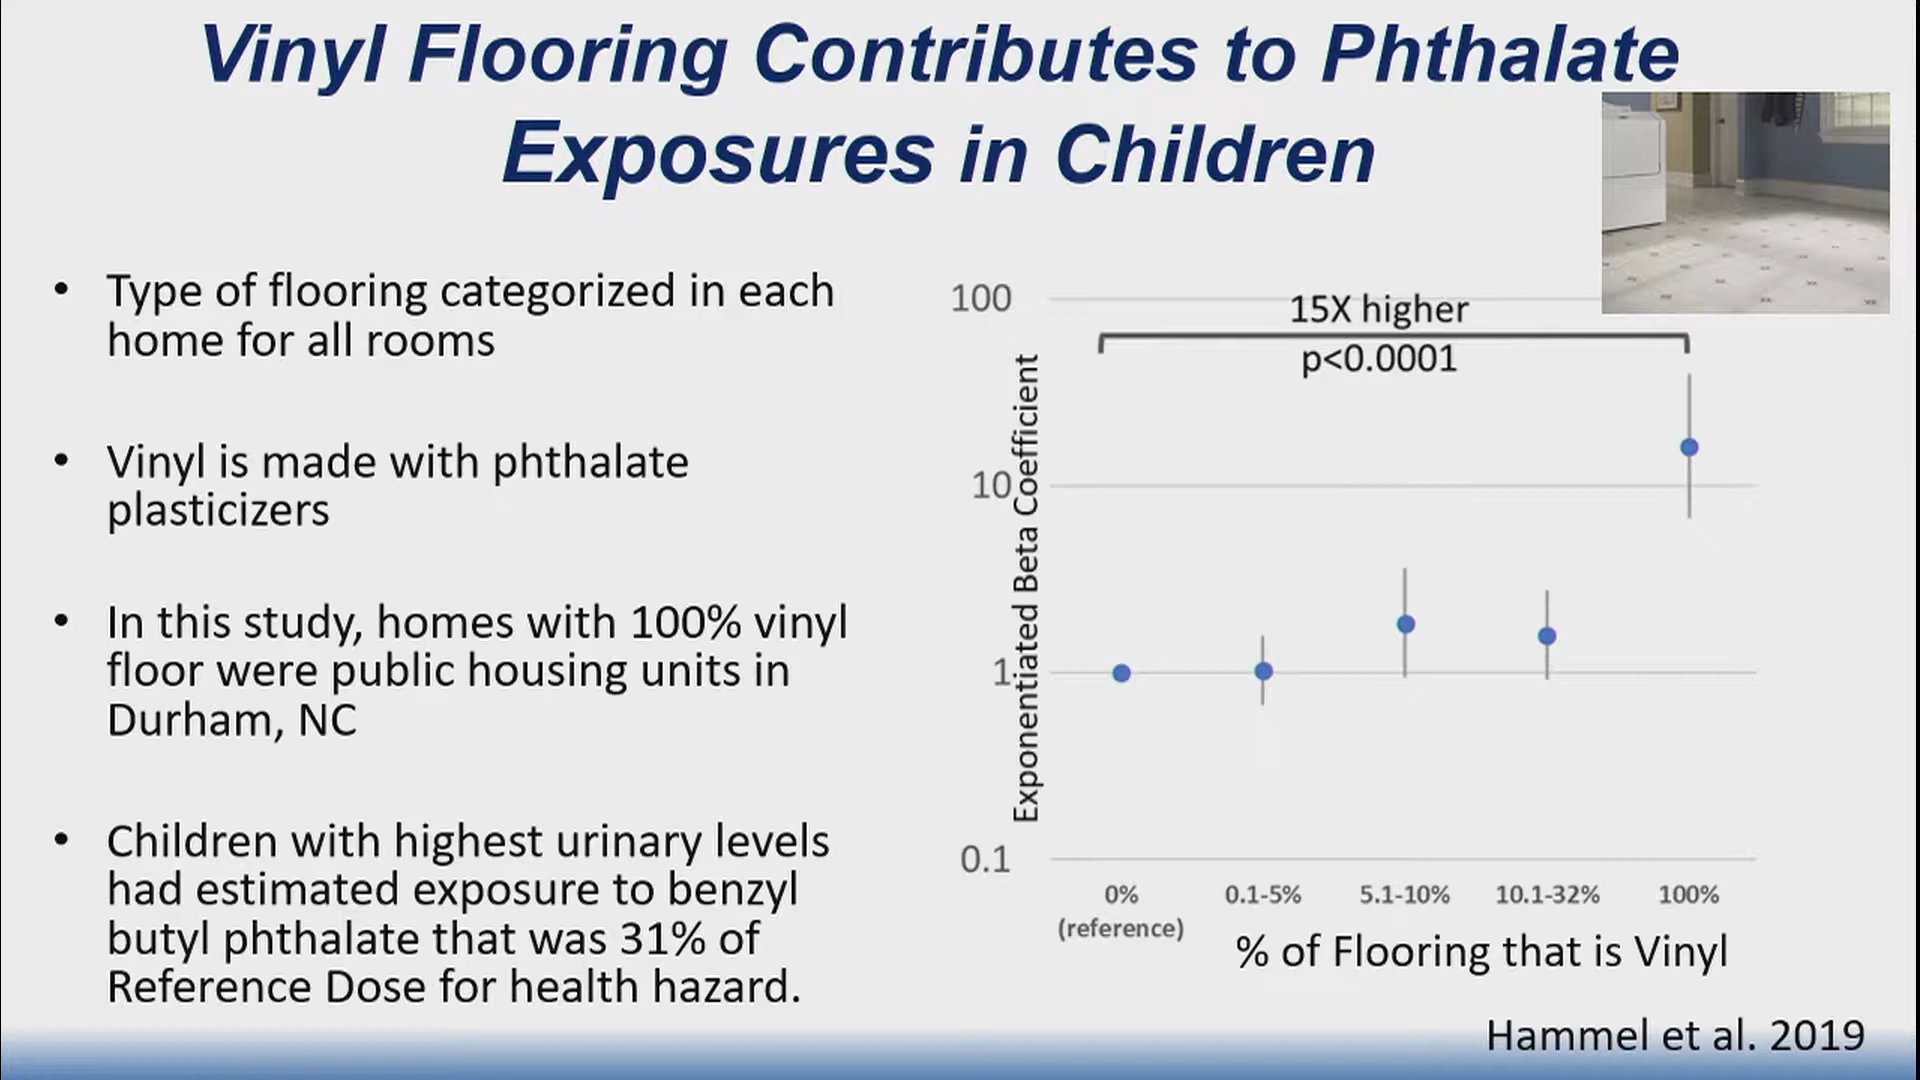 Vinyl Flooring Contributes to Phthalate
Exposures in Children
• Type of flooring categorized in each
home for all rooms
• Vinyl is made with phthalate
plasticizers
• In this study, homes with 100% vinyl
floor were public housing units in
Durham, NC
• Children with highest urinary levels
had estimated exposure to benzyl
butyl phthalate that was 31% of
Reference Dose for health hazard.
Exponentiated Beta Coefficient
100
10
1
0.1
15X higher
p<0.0001
0% 0.1-5% 5.1-10% 10.1-32% 100%
(reference)
% of Flooring that is Vinyl
Hammel et al. 2019